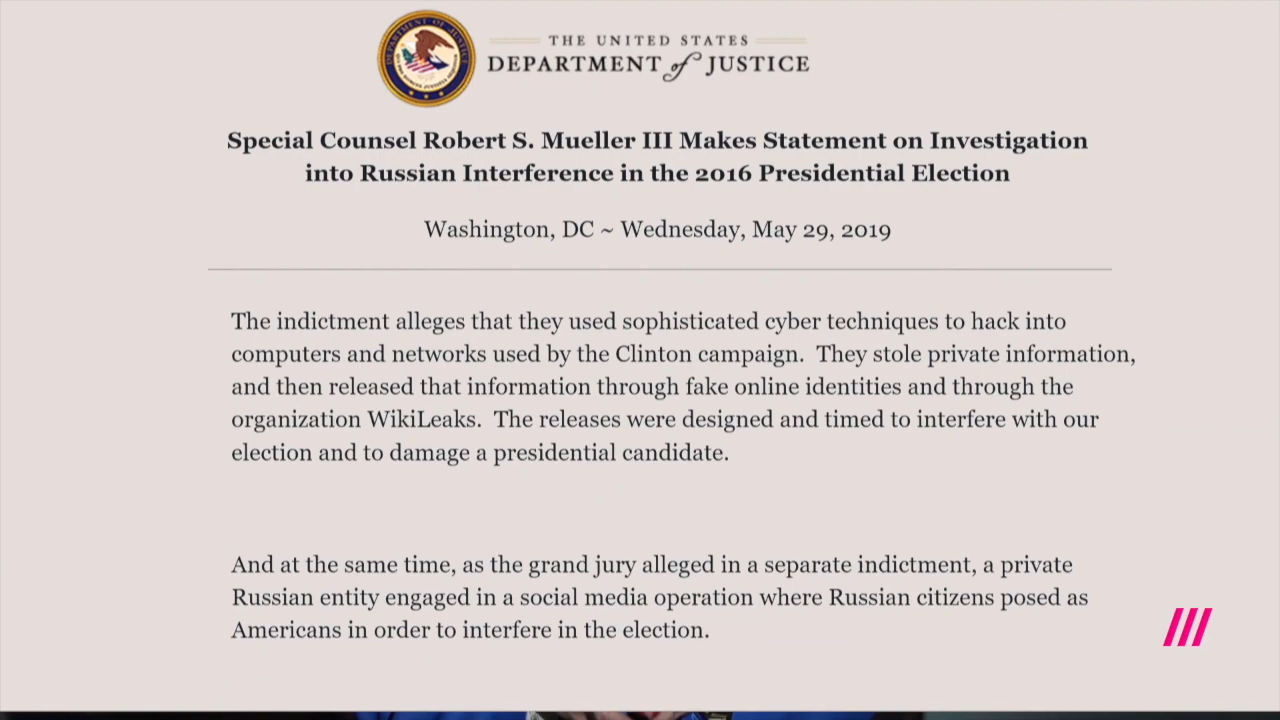 THE UNITED STATES
DEPARTMENT of JUSTICE
Special Counsel Robert S. Mueller III Makes Statement on Investigation
into Russian Interference in the 2016 Presidential Election
Washington, DC ~ Wednesday, May 29, 2019
The indictment alleges that they used sophisticated cyber techniques to hack into
computers and networks used by the Clinton campaign.  They stole private information,
and then released that information through fake online identities and through the
organization WikiLeaks.  The releases were designed and timed to interfere with our
election and to damage a presidential candidate.
And at the same time, as the grand jury alleged in a separate indictment, a private
Russian entity engaged in a social media operation where Russian citizens posed as
Americans in order to interfere in the election.